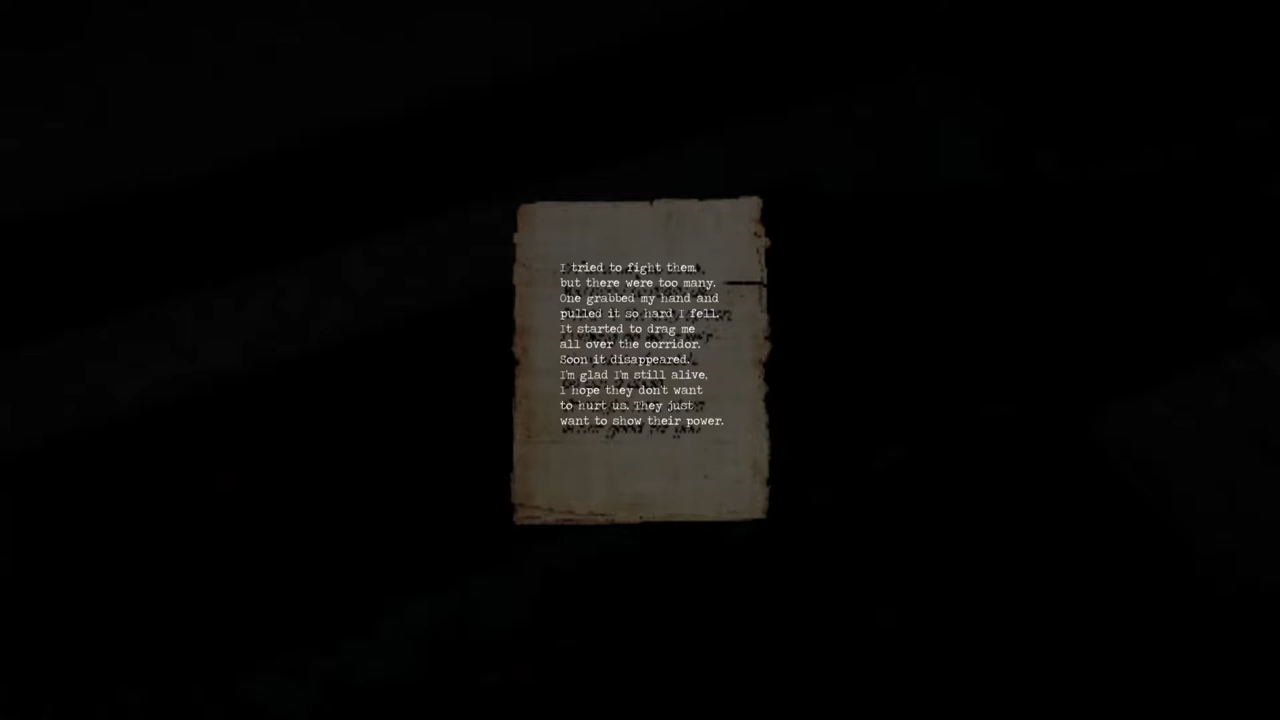 I tried to fight them,
but there were too many.
One grabbed my hand and
pulled it so hard I fell.
It started to drag me
all over the corridor.
Soon it disappeared.
I'm glad I'm still alive,
I hope they don't want
to hurt us. They just
want to show their power.